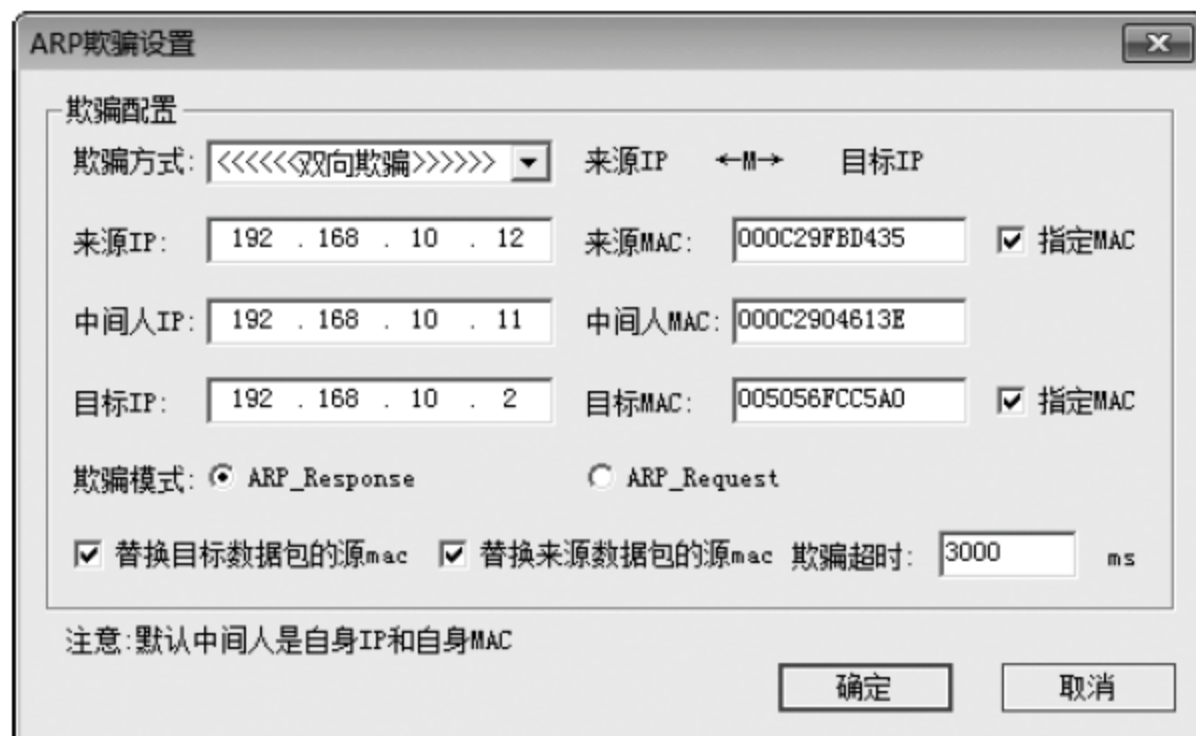 ARP欺骗设置
欺骗配置
欺骗方式: <<<<<<双向欺骗>>>>>> 来源IP ←M→ 目标IP
来源IP: 192 . 168 . 10 . 12 来源MAC: 000C29FBD435 指定MAC
中间人IP: 192 . 168 . 10 . 11 中间人MAC: 000C2904613E
目标IP: 192 . 168 . 10 . 2 目标MAC: 005056FCC5A0 指定MAC
欺骗模式: ARP_Response ARP_Request
替换目标数据包的源mac 替换来源数据包的源mac 欺骗超时: 3000 ms
注意:默认中间人是自身IP和自身MAC
确定 取消